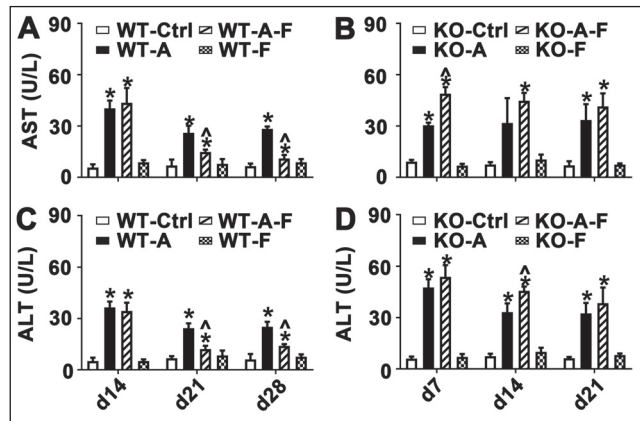 A
WT-Ctrl WT-A-F
WT-A WT-F
AST (U/L)
90
60
30
0
* * * ^ * * ^ *
B
KO-Ctrl KO-A-F
KO-A KO-F
90
60
30
0
* ^ * * * *
C
WT-Ctrl WT-A-F
WT-A WT-F
ALT (U/L)
90
60
30
0
* * * ^ * * ^ *
d14 d21 d28
D
KO-Ctrl KO-A-F
KO-A KO-F
ALT (U/L)
90
60
30
0
* * * ^ * * *
d7 d14 d21